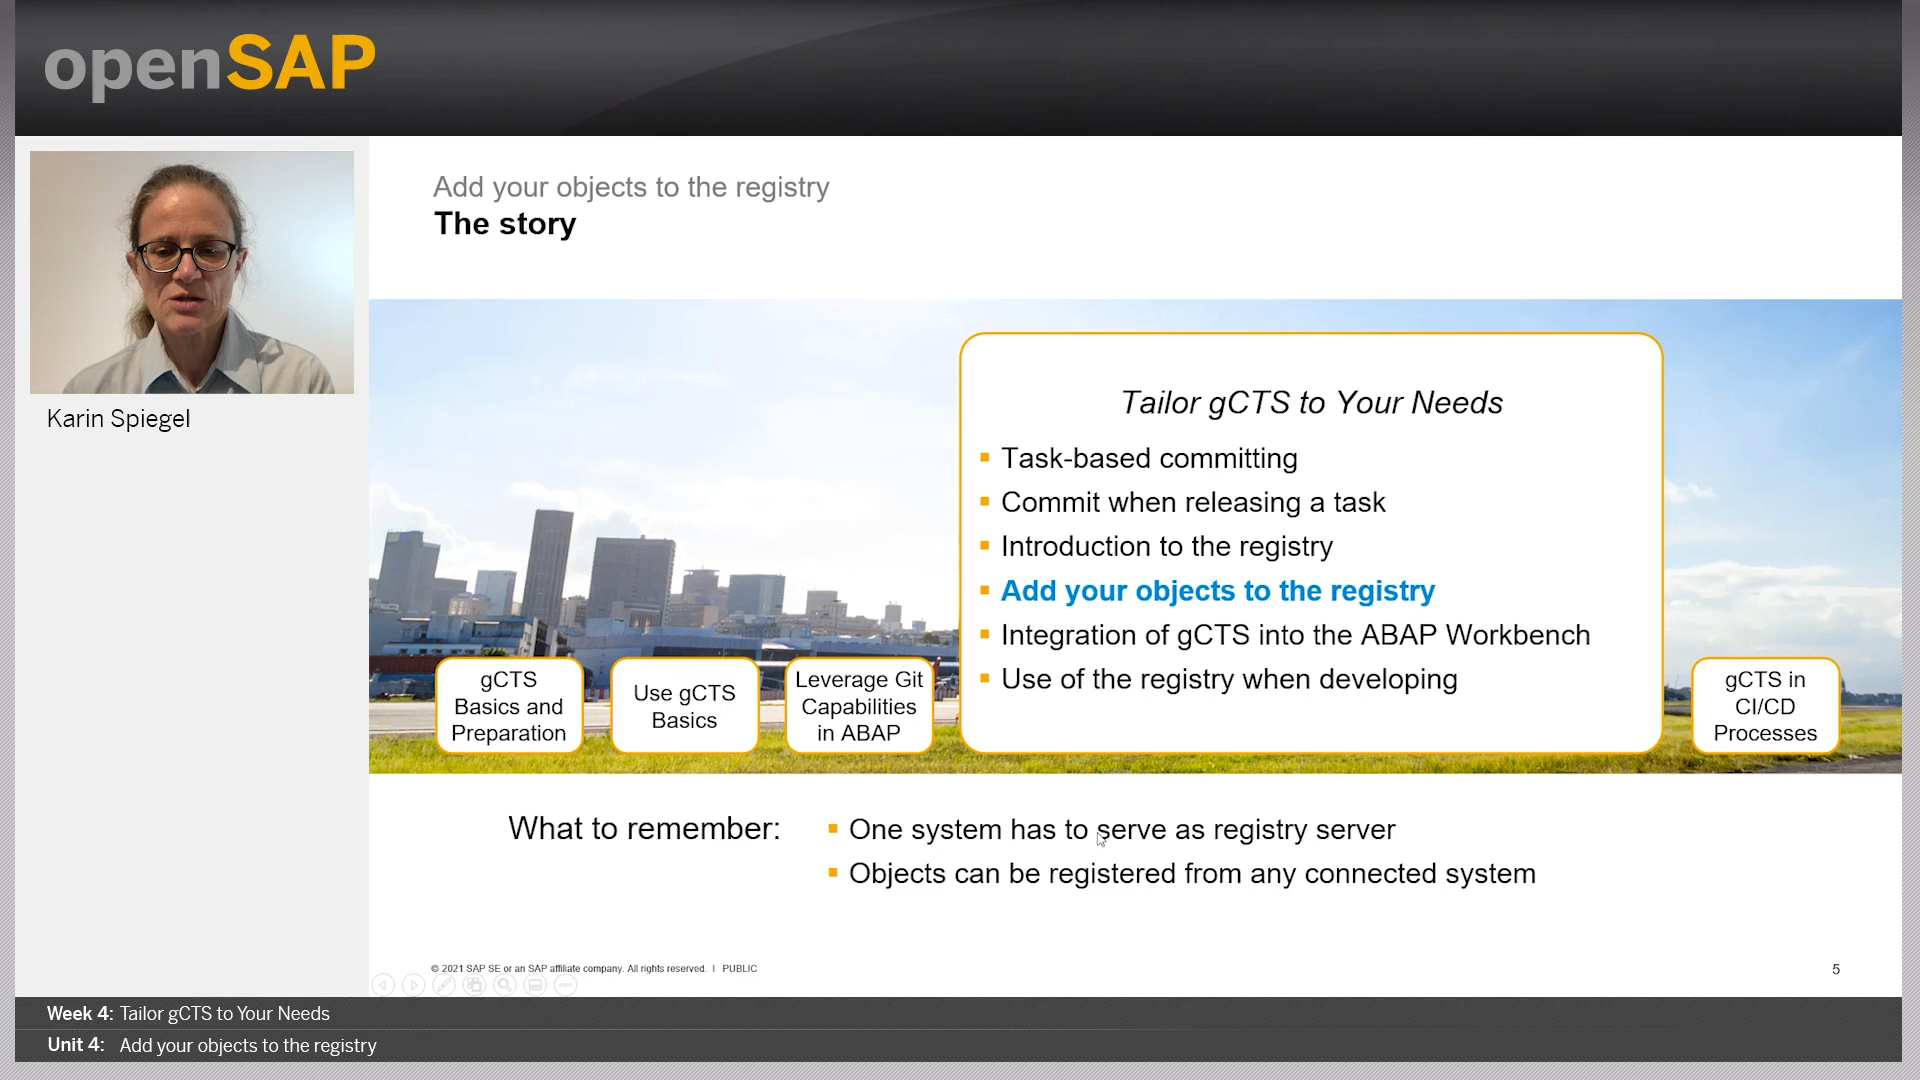 openSAP
Karin Spiegel
Add your objects to the registry
The story
gCTS
Basics and
Preparation
Use gCTS
Basics
Leverage Git
Capabilities
in ABAP
Tailor gCTS to Your Needs
▪ Task-based committing
▪ Commit when releasing a task
▪ Introduction to the registry
▪ Add your objects to the registry
▪ Integration of gCTS into the ABAP Workbench
▪ Use of the registry when developing
gCTS in
CI/CD
Processes
What to remember:
▪ One system has to serve as registry server
▪ Objects can be registered from any connected system
© 2021 SAP SE or an SAP affiliate company. All rights reserved. I PUBLIC
5
Week 4: Tailor gCTS to Your Needs
Unit 4: Add your objects to the registry